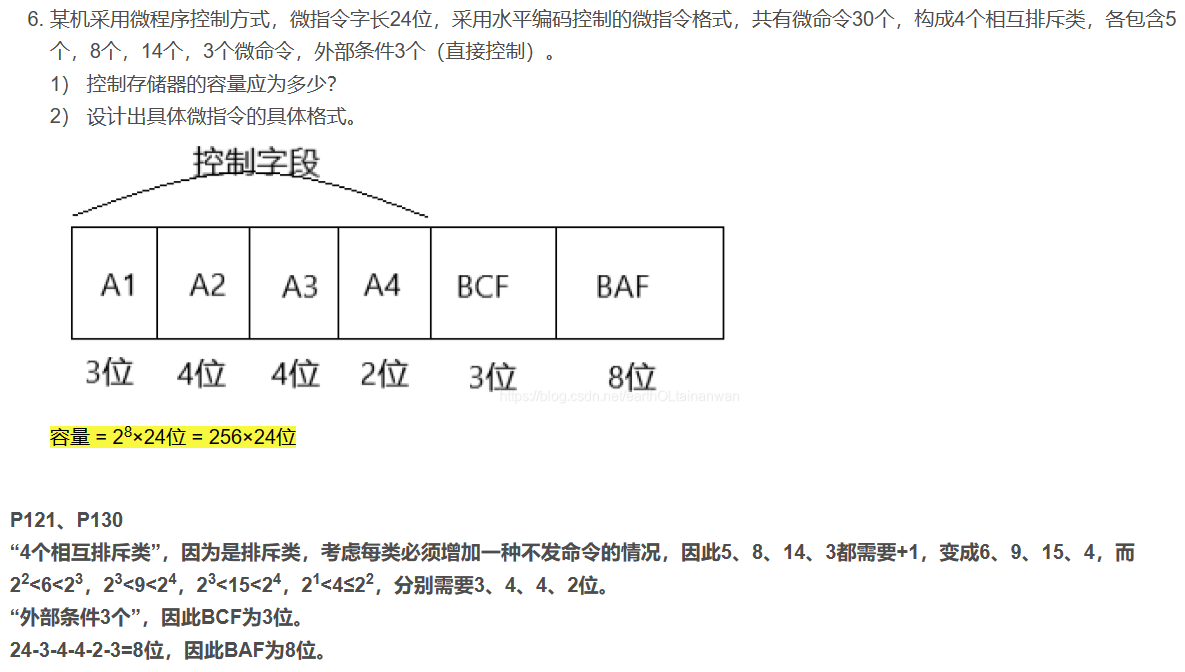 6. 某机采用微程序控制方式，微指令字长24位，采用水平编码控制的微指令格式，共有微命令30个，构成4个相互排斥类，各包含5
个，8个，14个，3个微命令，外部条件3个（直接控制）。
1） 控制存储器的容量应为多少？
2） 设计出具体微指令的具体格式。
控制字段
A1 A2 A3 A4 BCF BAF
3位 4位 4位 2位 3位 8位
https://blog.csdn.net/earthOLtainanwan
容量 = 2⁸×24位 = 256×24位
P121、P130
“4个相互排斥类”，因为是排斥类，考虑每类必须增加一种不发命令的情况，因此5、8、14、3都需要+1，变成6、9、15、4，而
2²<6<2³，2³<9<2⁴，2³<15<2⁴，2¹<4≤2²，分别需要3、4、4、2位。
“外部条件3个”，因此BCF为3位。
24-3-4-4-2-3=8位，因此BAF为8位。